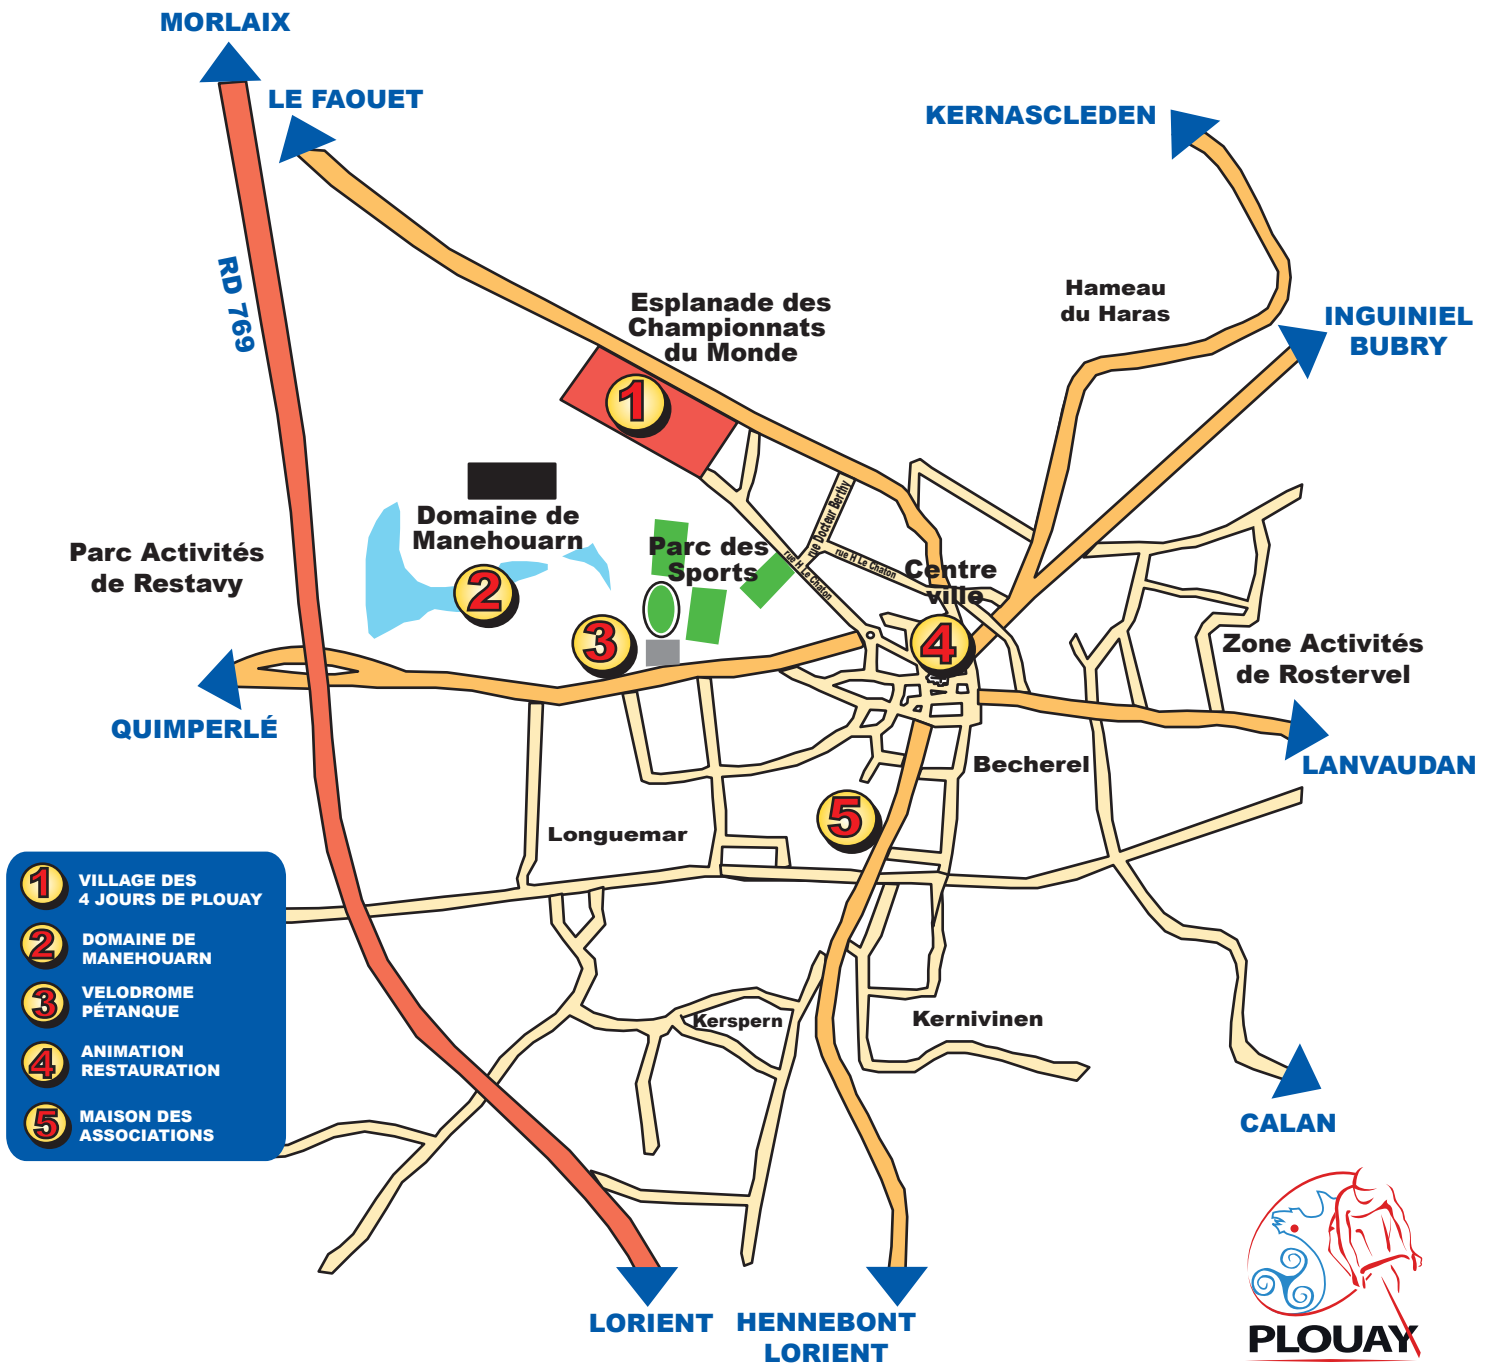 MORLAIX
LE FAOUET
KERNASCLEDEN
RD 769
Esplanade des
Championnats
du Monde
Hameau
du Haras
INGUINIEL
BUBRY
1
Domaine de
Manehouarn
Parc Activités
de Restavy
Parc des
Sports
rue Docteur Berthy
rue H Le Chaton
rue H Le Chaton
Centre
ville
2
3
4
Zone Activités
de Rostervel
QUIMPERLÉ
LANVAUDAN
Becherel
5
Longuemar
1
VILLAGE DES
4 JOURS DE PLOUAY
2
DOMAINE DE
MANEHOUARN
3
VELODROME
PÉTANQUE
4
ANIMATION
RESTAURATION
5
MAISON DES
ASSOCIATIONS
Kerspern
Kernivinen
CALAN
LORIENT
HENNEBONT
LORIENT
PLOUAY